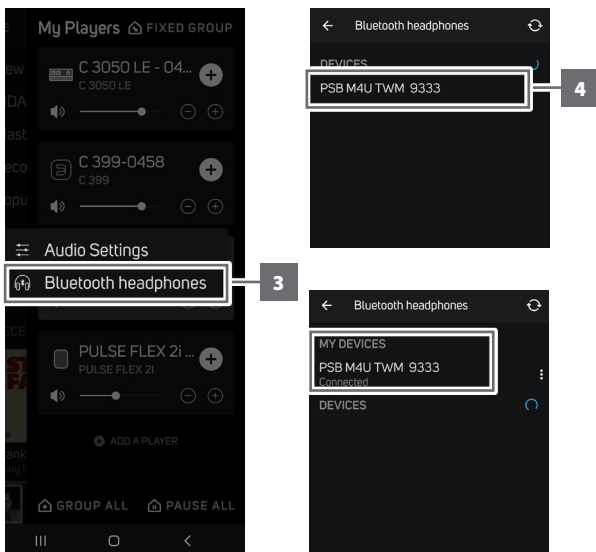 My Players FIXED GROUP
C 3050 LE - 04...
C 3050 LE
C 399-0458
C 399
Audio Settings
Bluetooth headphones
3
PULSE FLEX 2i ...
PULSE FLEX 2I
ADD A PLAYER
GROUP ALL PAUSE ALL
Bluetooth headphones
DEVICES
PSB M4U TWM 9333
4
Bluetooth headphones
MY DEVICES
PSB M4U TWM 9333
Connected
DEVICES